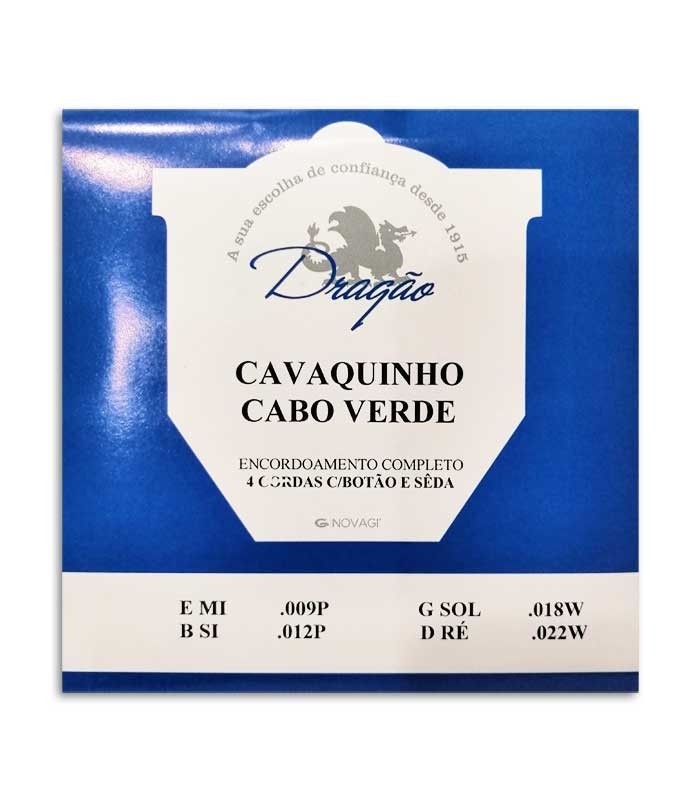 A sua escolha de confiança desde 1915
Dragão
CAVAQUINHO
CABO VERDE
ENCORDOAMENTO COMPLETO
4 CORDAS C/BOTÃO E SÊDA
G NOVAGI
E MI .009P G SOL .018W
B SI .012P D RÉ .022W